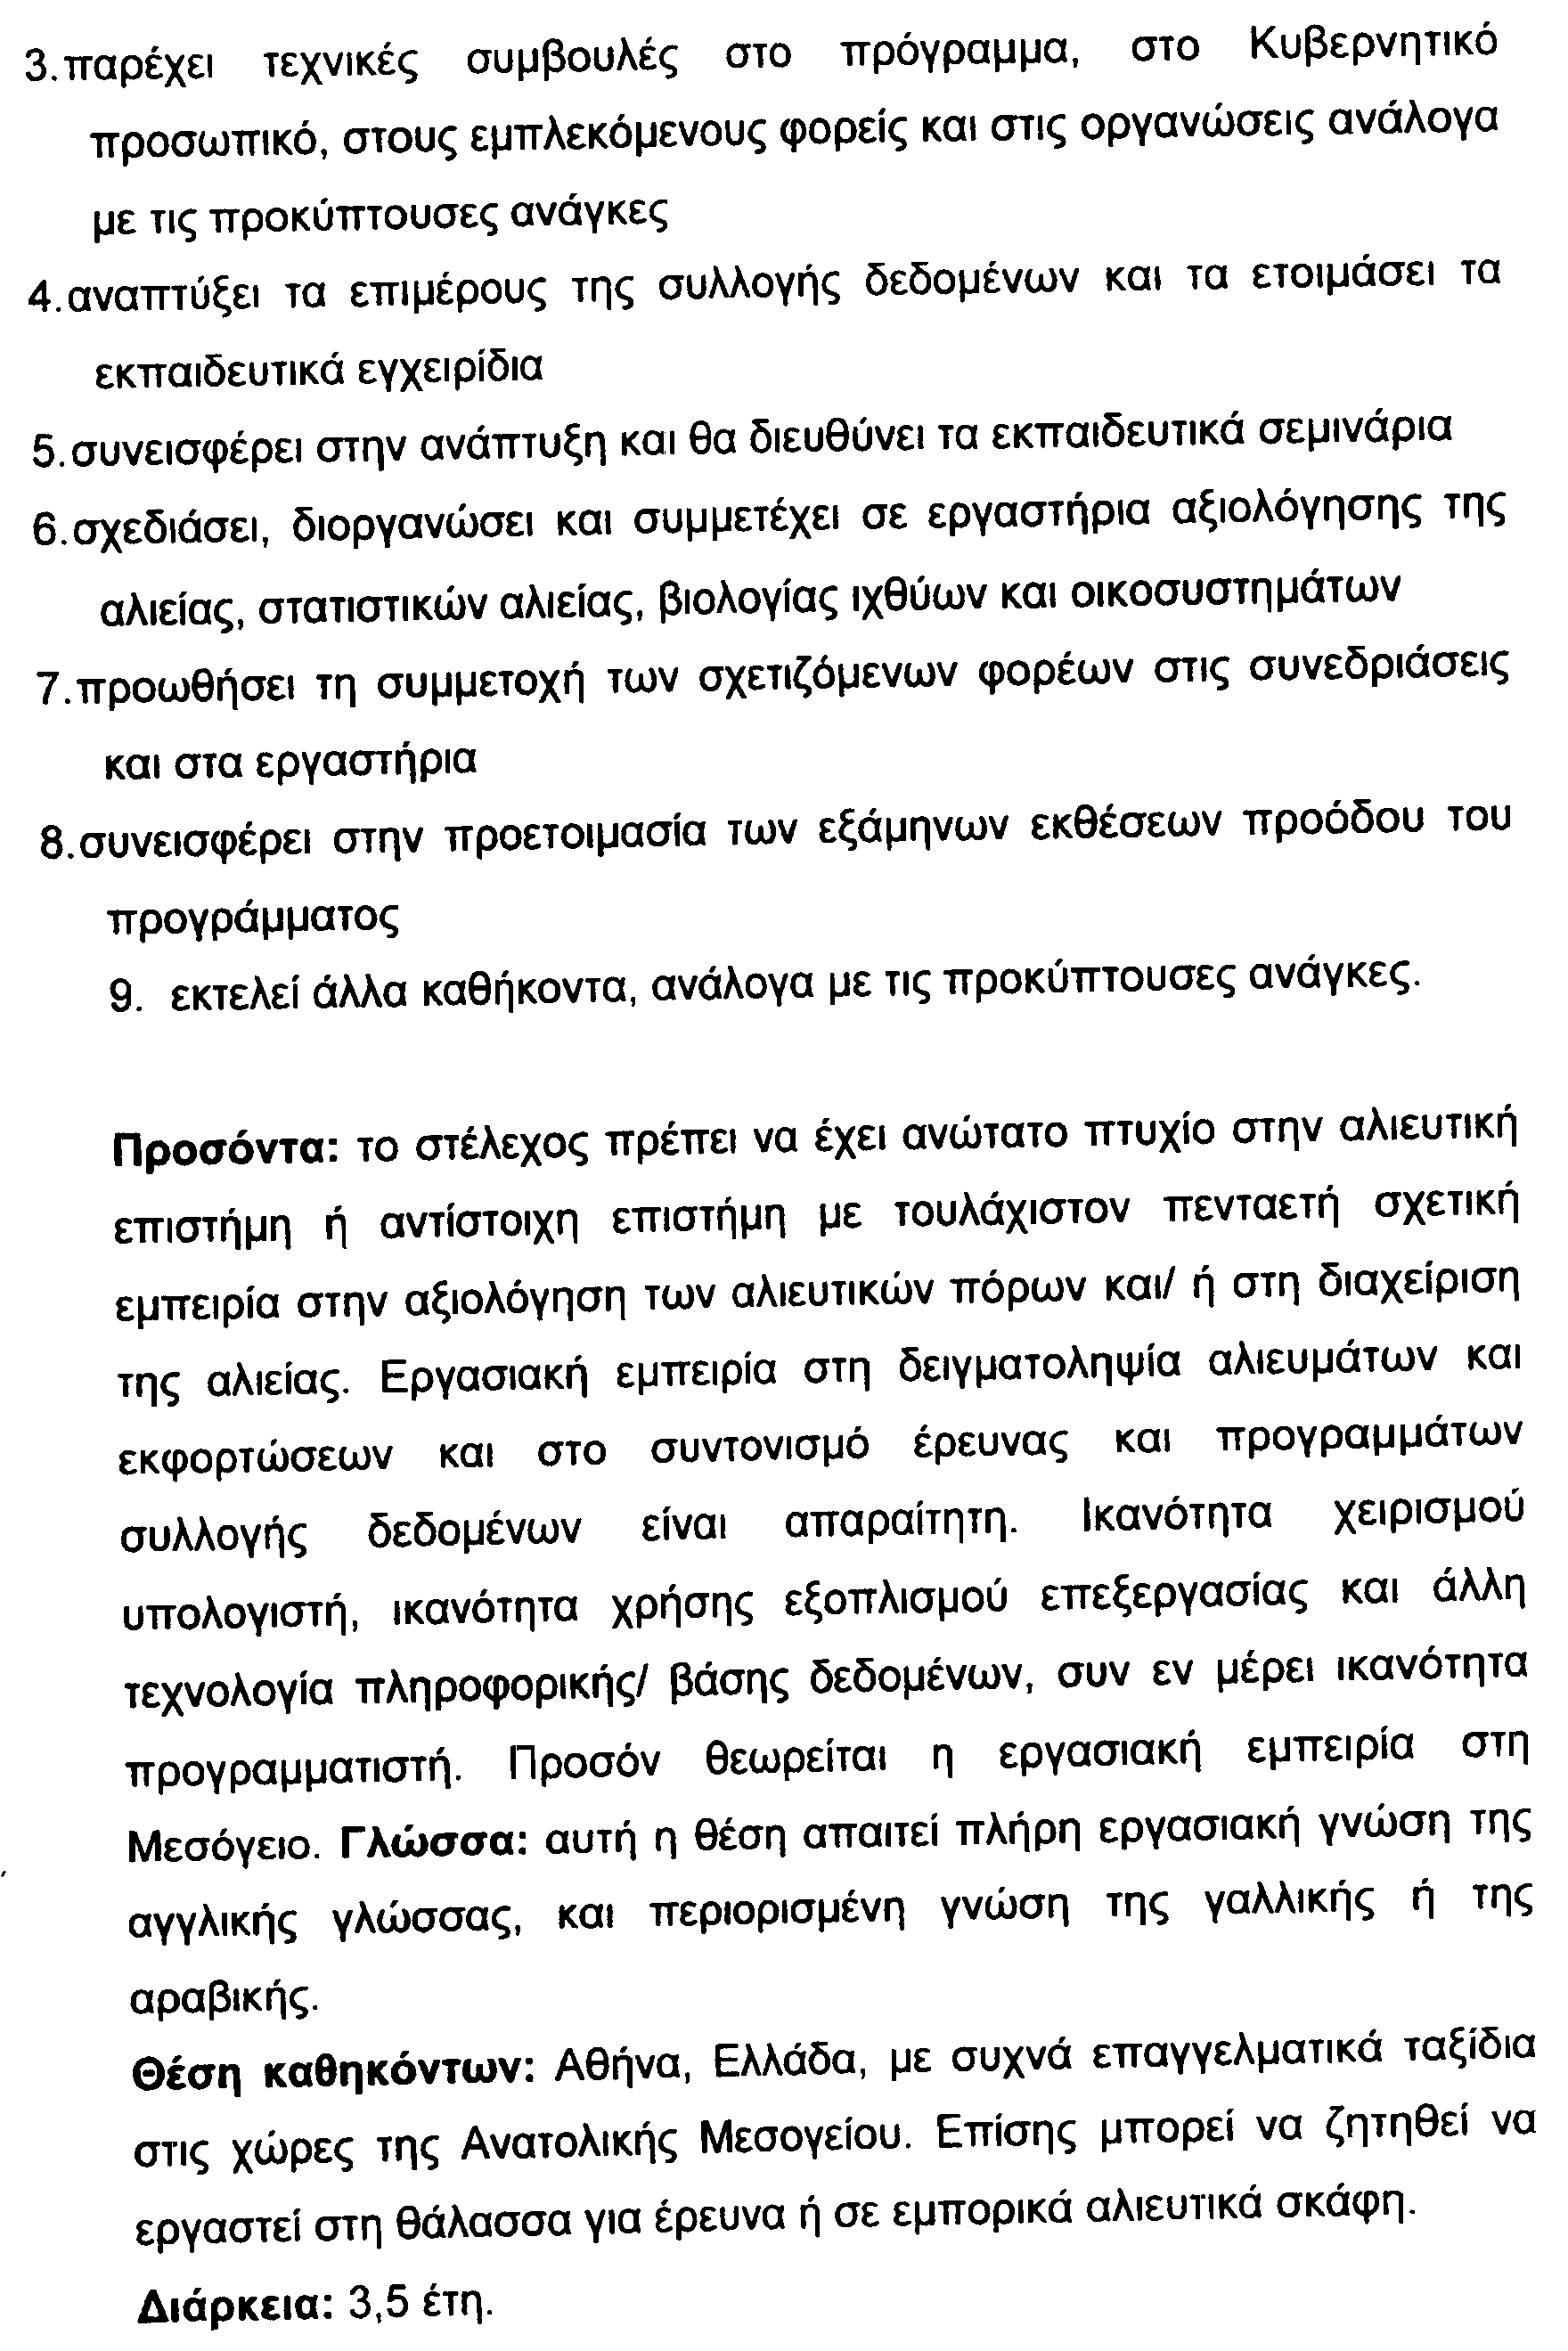 3.παρέχει τεχνικές συμβουλές στο πρόγραμμα, στο Κυβερνητικό
προσωπικό, στους εμπλεκόμενους φορείς και στις οργανώσεις ανάλογα
με τις προκύπτουσες ανάγκες
4.αναπτύξει τα επιμέρους της συλλογής δεδομένων και τα ετοιμάσει τα
εκπαιδευτικά εγχειρίδια
5.συνεισφέρει στην ανάπτυξη και θα διευθύνει τα εκπαιδευτικά σεμινάρια
6.σχεδιάσει, διοργανώσει και συμμετέχει σε εργαστήρια αξιολόγησης της
αλιείας, στατιστικών αλιείας, βιολογίας ιχθύων και οικοσυστημάτων
7.προωθήσει τη συμμετοχή των σχετιζόμενων φορέων στις συνεδριάσεις
και στα εργαστήρια
8.συνεισφέρει στην προετοιμασία των εξάμηνων εκθέσεων προόδου του
προγράμματος
9. εκτελεί άλλα καθήκοντα, ανάλογα με τις προκύπτουσες ανάγκες.
Προσόντα: το στέλεχος πρέπει να έχει ανώτατο πτυχίο στην αλιευτική
επιστήμη ή αντίστοιχη επιστήμη με τουλάχιστον πενταετή σχετική
εμπειρία στην αξιολόγηση των αλιευτικών πόρων και/ ή στη διαχείριση
της αλιείας. Εργασιακή εμπειρία στη δειγματοληψία αλιευμάτων και
εκφορτώσεων και στο συντονισμό έρευνας και προγραμμάτων
συλλογής δεδομένων είναι απαραίτητη. Ικανότητα χειρισμού
υπολογιστή, ικανότητα χρήσης εξοπλισμού επεξεργασίας και άλλη
τεχνολογία πληροφορικής/ βάσης δεδομένων, συν εν μέρει ικανότητα
προγραμματιστή. Προσόν θεωρείται η εργασιακή εμπειρία στη
Μεσόγειο. Γλώσσα: αυτή η θέση απαιτεί πλήρη εργασιακή γνώση της
αγγλικής γλώσσας, και περιορισμένη γνώση της γαλλικής ή της
αραβικής.
Θέση καθηκόντων: Αθήνα, Ελλάδα, με συχνά επαγγελματικά ταξίδια
στις χώρες της Ανατολικής Μεσογείου. Επίσης μπορεί να ζητηθεί να
εργαστεί στη θάλασσα για έρευνα ή σε εμπορικά αλιευτικά σκάφη.
Διάρκεια: 3,5 έτη.